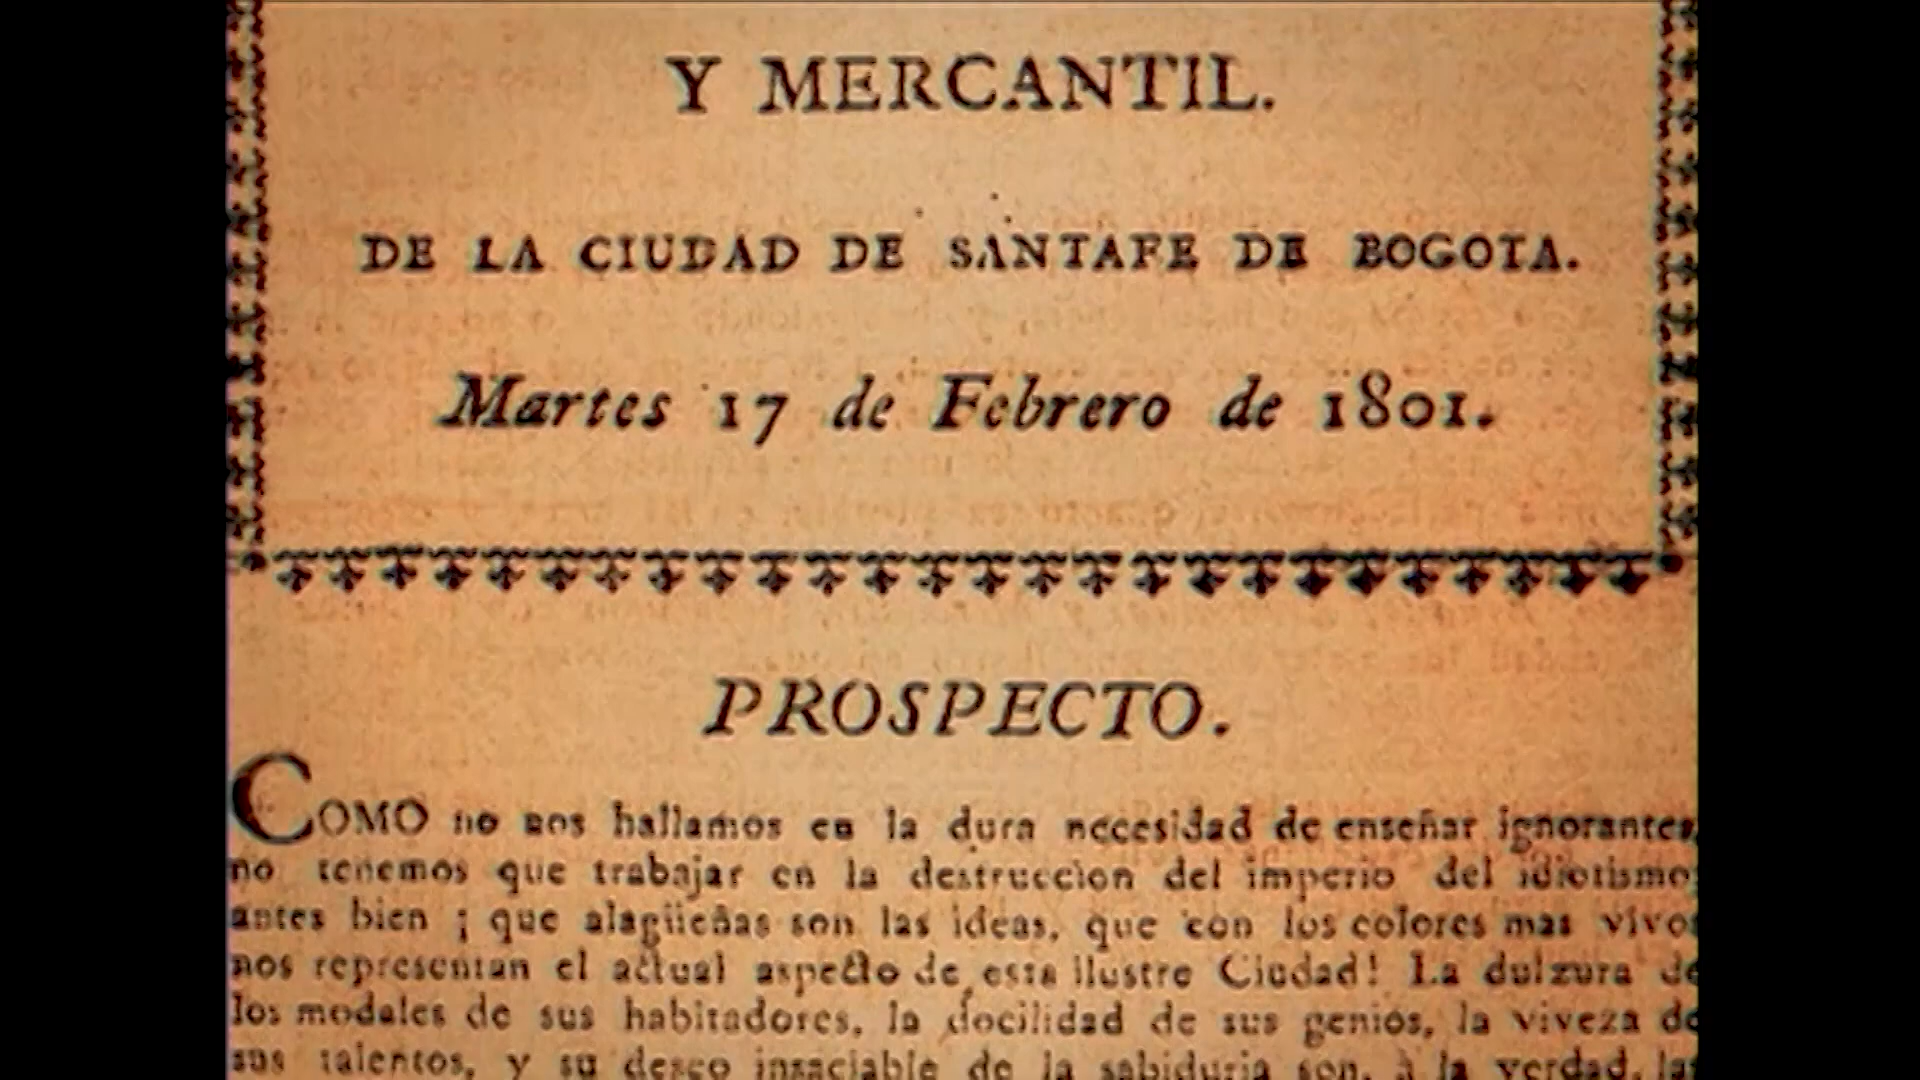 Y MERCANTIL.
DE LA CIUDAD DE SANTAFE DE BOGOTA.
Martes 17 de Febrero de 1801.
PROSPECTO.
COMO no nos hallamos en la dura necesidad de enseñar ignorantes,
no tenemos que trabajar en la destruccion del imperio del idiotismo;
antes bien ¡ que alagüeñas son las ideas, que con los colores mas vivos
nos representan el actual aspecto de esta ilustre Ciudad! La dulzura de
los modales de sus habitadores, la docilidad de sus genios, la viveza de
sus talentos, y su deseo insaciable de la sabiduria son, à la verdad, las